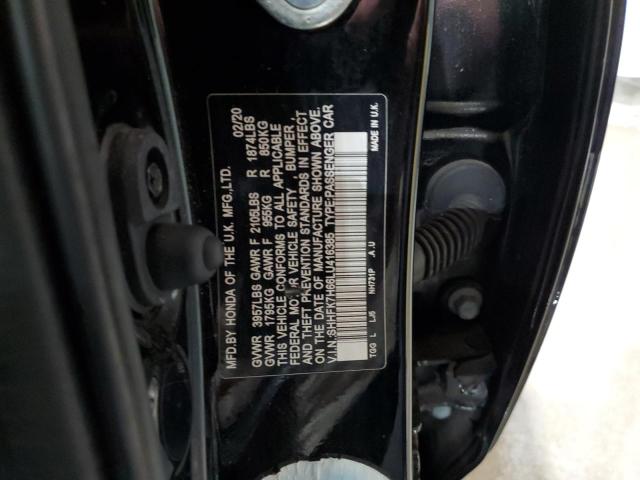 MFD.BY HONDA OF THE U.K. MFG.,LTD. 02/20
GVWR 3957LBS GAWR F 2105LBS R 1874LBS
GVWR 1795KG GAWR F 955KG R 850KG
THIS VEHICLE CONFORMS TO ALL APPLICABLE
FEDERAL MOTOR VEHICLE SAFETY , BUMPER ,
AND THEFT PREVENTION STANDARDS IN EFFECT
ON THE DATE OF MANUFACTURE SHOWN ABOVE.
V.I.N.:SHHFK7H66LU416385 TYPE:PASSENGER CAR
TGG L LJ5 NH731P .A.U MADE IN U.K.